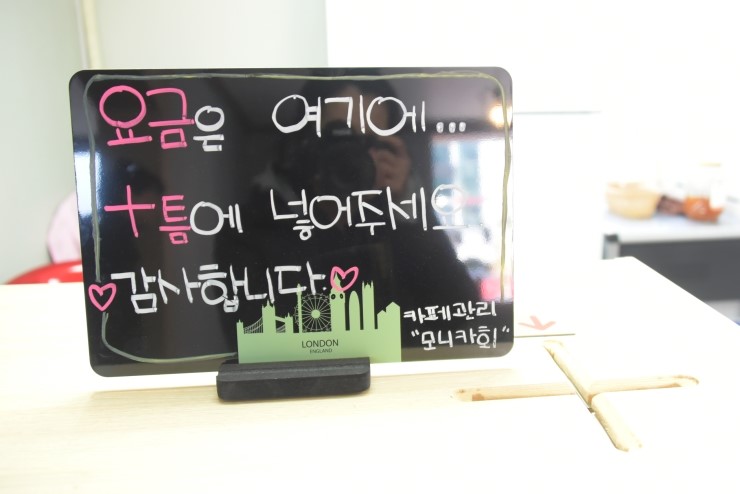 요금은 여기에...
十틈에 넣어주세요
♡감사합니다♡
카페관리
"모니카회"
LONDON
ENGLAND